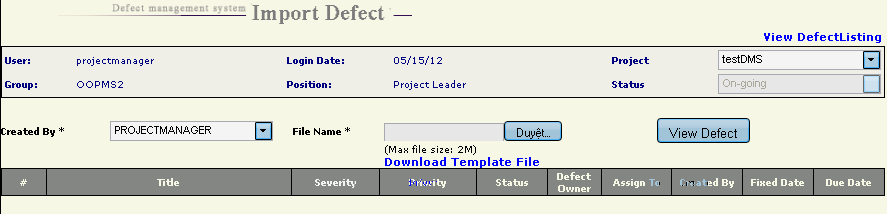 Defect management system
Import Defect
View DefectListing
User: projectmanager Login Date: 05/15/12 Project testDMS
Group: OOPMS2 Position: Project Leader Status On-going
Created By * PROJECTMANAGER File Name * Duyệt... View Defect
(Max file size: 2M)
Download Template File
# Title Severity Status Defect Owner Assign To Created By Fixed Date Due Date